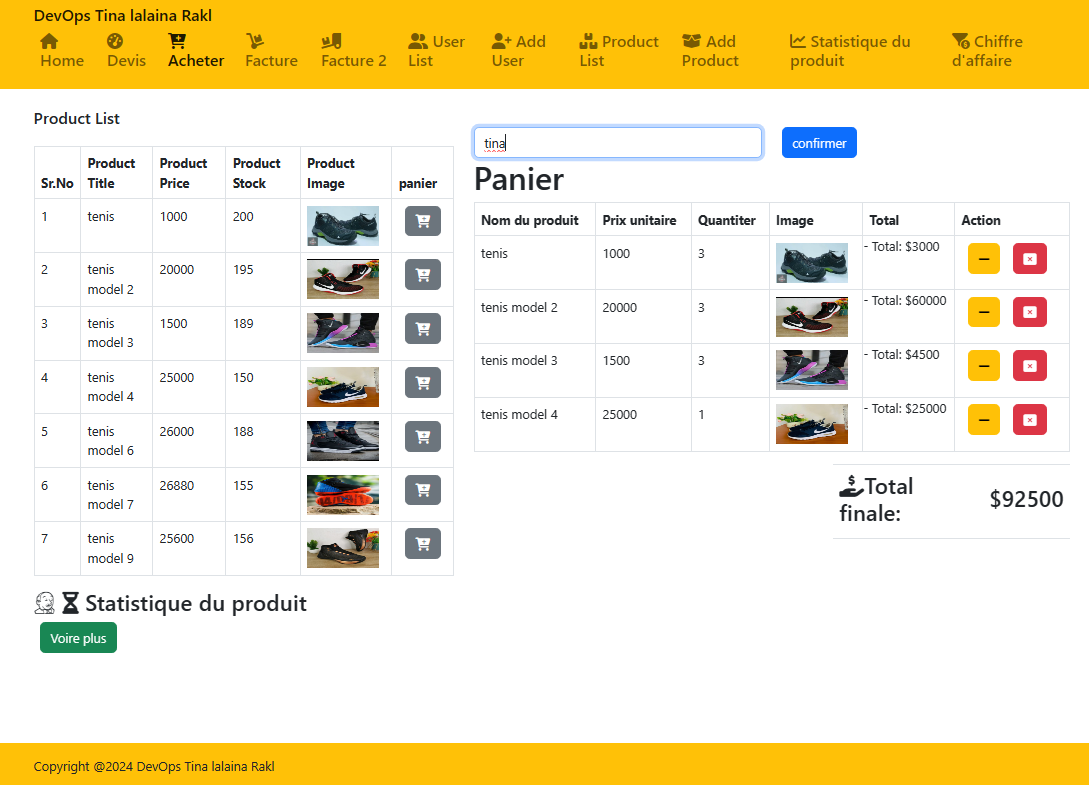 DevOps Tina lalaina Rakl
Home
Devis
Acheter
Facture
Facture 2
User
List
Add
User
Product
List
Add
Product
Statistique du
produit
Chiffre
d'affaire
Product List
Sr.No Product Title Product Price Product Stock Product Image panier
1 tenis 1000 200
2 tenis model 2 20000 195
3 tenis model 3 1500 189
4 tenis model 4 25000 150
5 tenis model 6 26000 188
6 tenis model 7 26880 155
7 tenis model 9 25600 156
Statistique du produit
Voire plus
tina confirmer
Panier
Nom du produit Prix unitaire Quantiter Image Total Action
tenis 1000 3 - Total: $3000
tenis model 2 20000 3 - Total: $60000
tenis model 3 1500 3 - Total: $4500
tenis model 4 25000 1 - Total: $25000
Total
finale: $92500
Copyright @2024 DevOps Tina lalaina Rakl